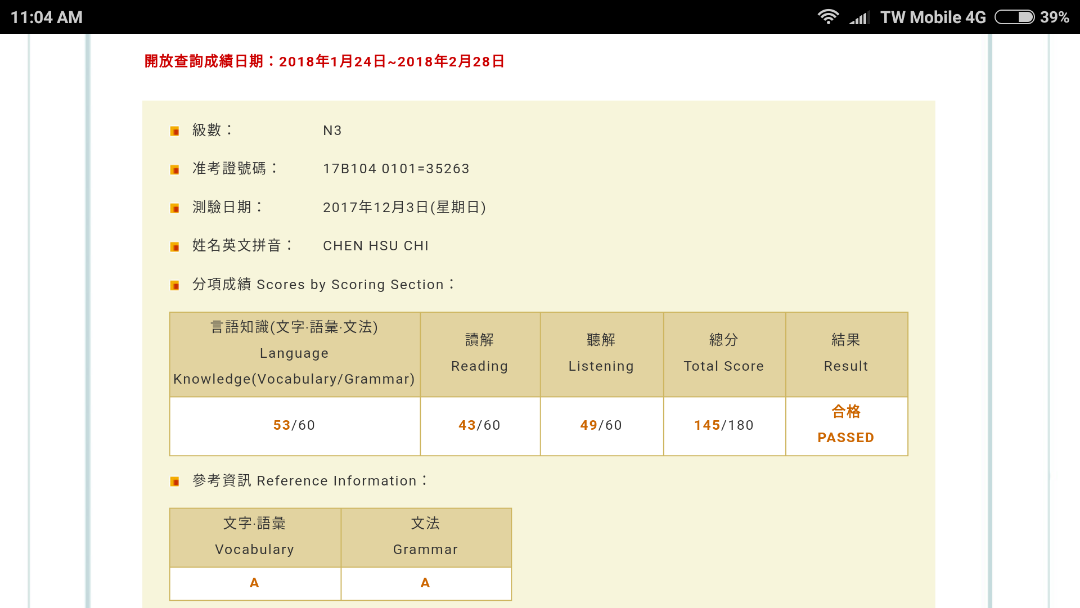 11:04 AM TW Mobile 4G 39%
開放查詢成績日期：2018年1月24日~2018年2月28日
級數： N3
准考證號碼： 17B104 0101=35263
測驗日期： 2017年12月3日(星期日)
姓名英文拼音： CHEN HSU CHI
分項成績 Scores by Scoring Section：
言語知識(文字‧語彙‧文法)
Language
Knowledge(Vocabulary/Grammar)
讀解
Reading
聽解
Listening
總分
Total Score
結果
Result
53/60
43/60
49/60
145/180
合格
PASSED
參考資訊 Reference Information：
文字‧語彙
Vocabulary
文法
Grammar
A
A